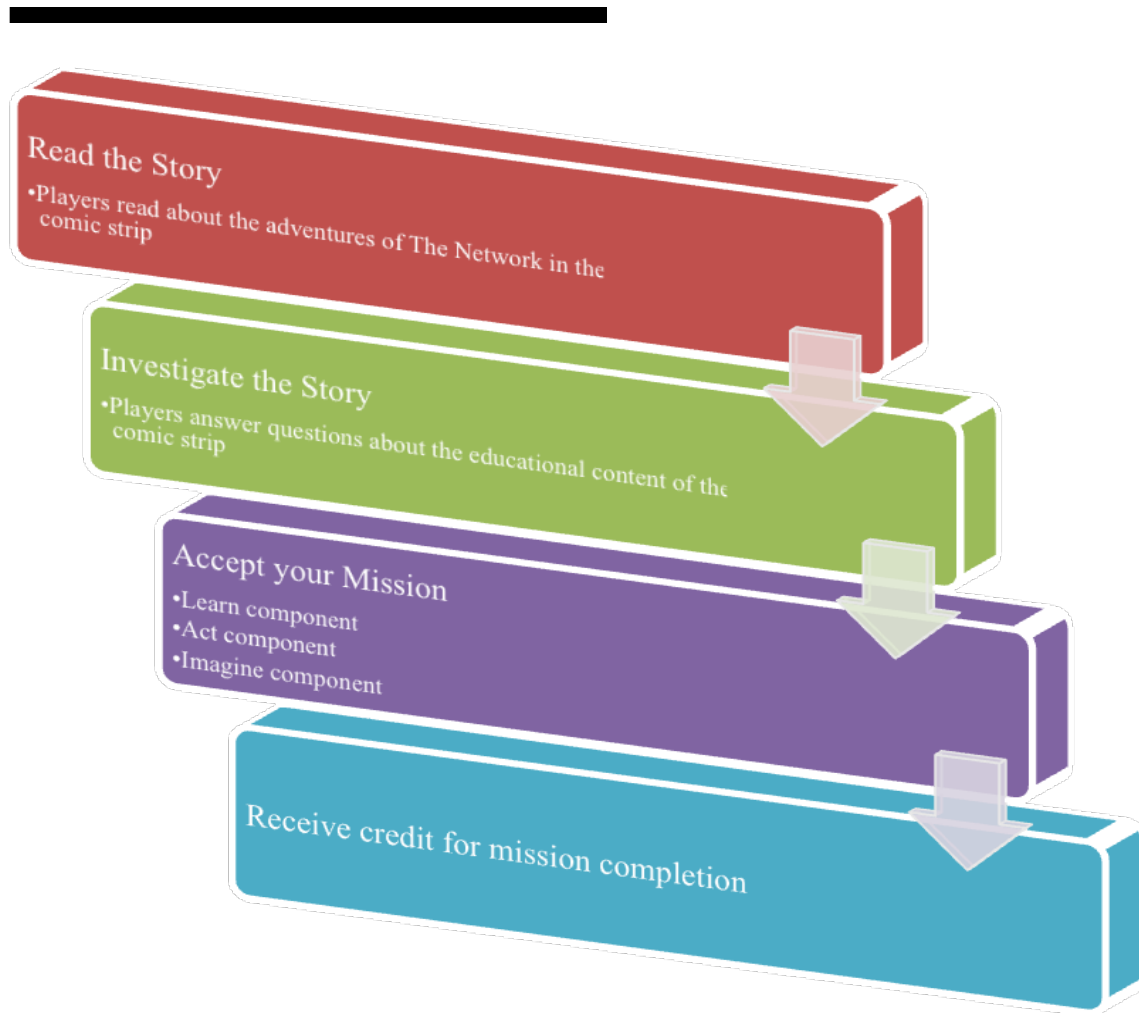 Read the Story
•Players read about the adventures of The Network in the
comic strip
Investigate the Story
•Players answer questions about the educational content of the
comic strip
Accept your Mission
•Learn component
•Act component
•Imagine component
Receive credit for mission completion